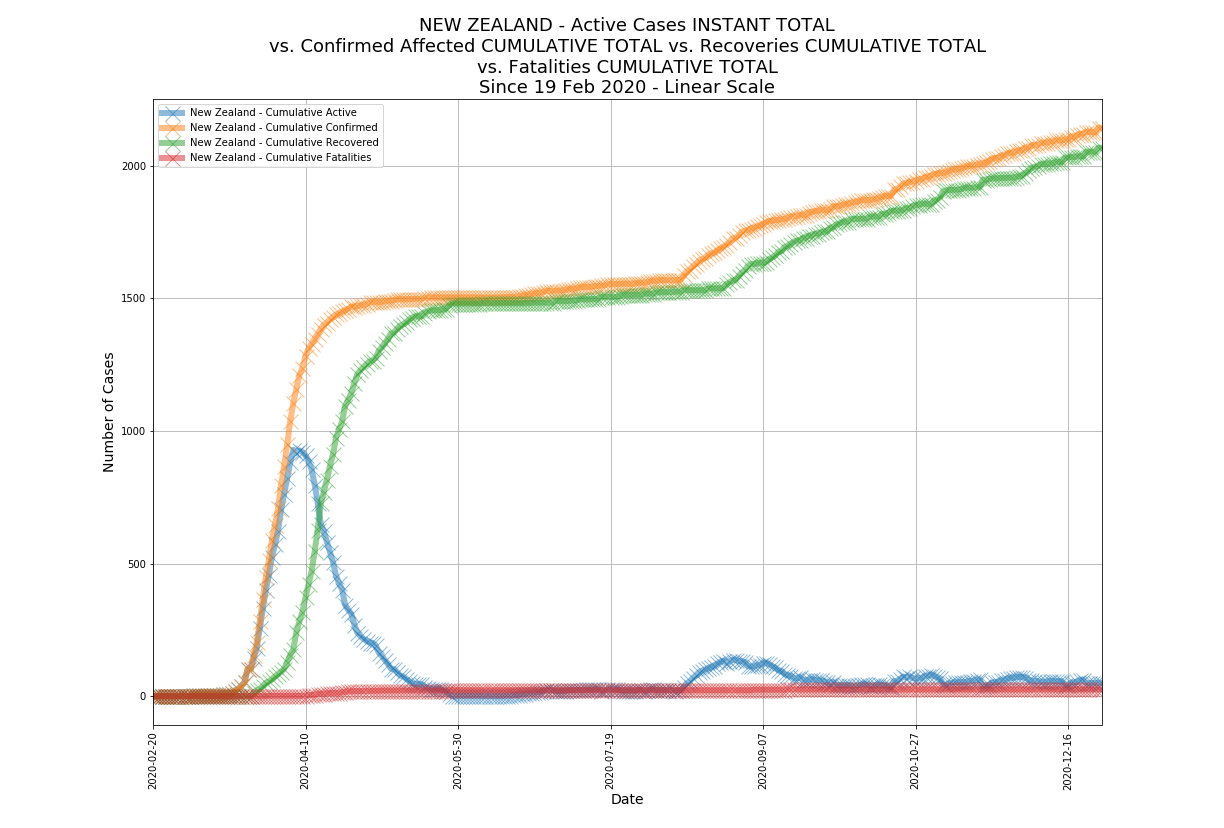 NEW ZEALAND - Active Cases INSTANT TOTAL
vs. Confirmed Affected CUMULATIVE TOTAL vs. Recoveries CUMULATIVE TOTAL
vs. Fatalities CUMULATIVE TOTAL
Since 19 Feb 2020 - Linear Scale
New Zealand - Cumulative Active
New Zealand - Cumulative Confirmed
New Zealand - Cumulative Recovered
New Zealand - Cumulative Fatalities
Number of Cases
2000
1500
1000
500
0
2020-02-20
2020-04-10
2020-05-30
2020-07-19
2020-09-07
2020-10-27
2020-12-16
Date